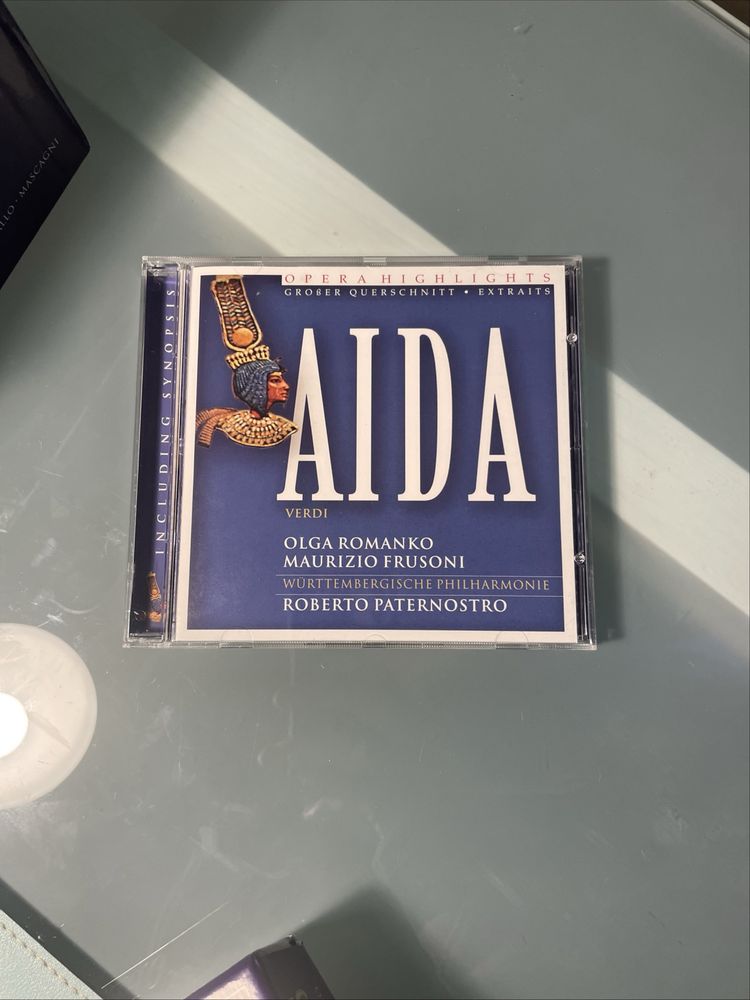 MASCAGNI
INCLUDING SYNOPSIS
OPERA HIGHLIGHTS
GROßER QUERSCHNITT • EXTRAITS
AIDA
VERDI
OLGA ROMANKO
MAURIZIO FRUSONI
WÜRTTEMBERGISCHE PHILHARMONIE
ROBERTO PATERNOSTRO